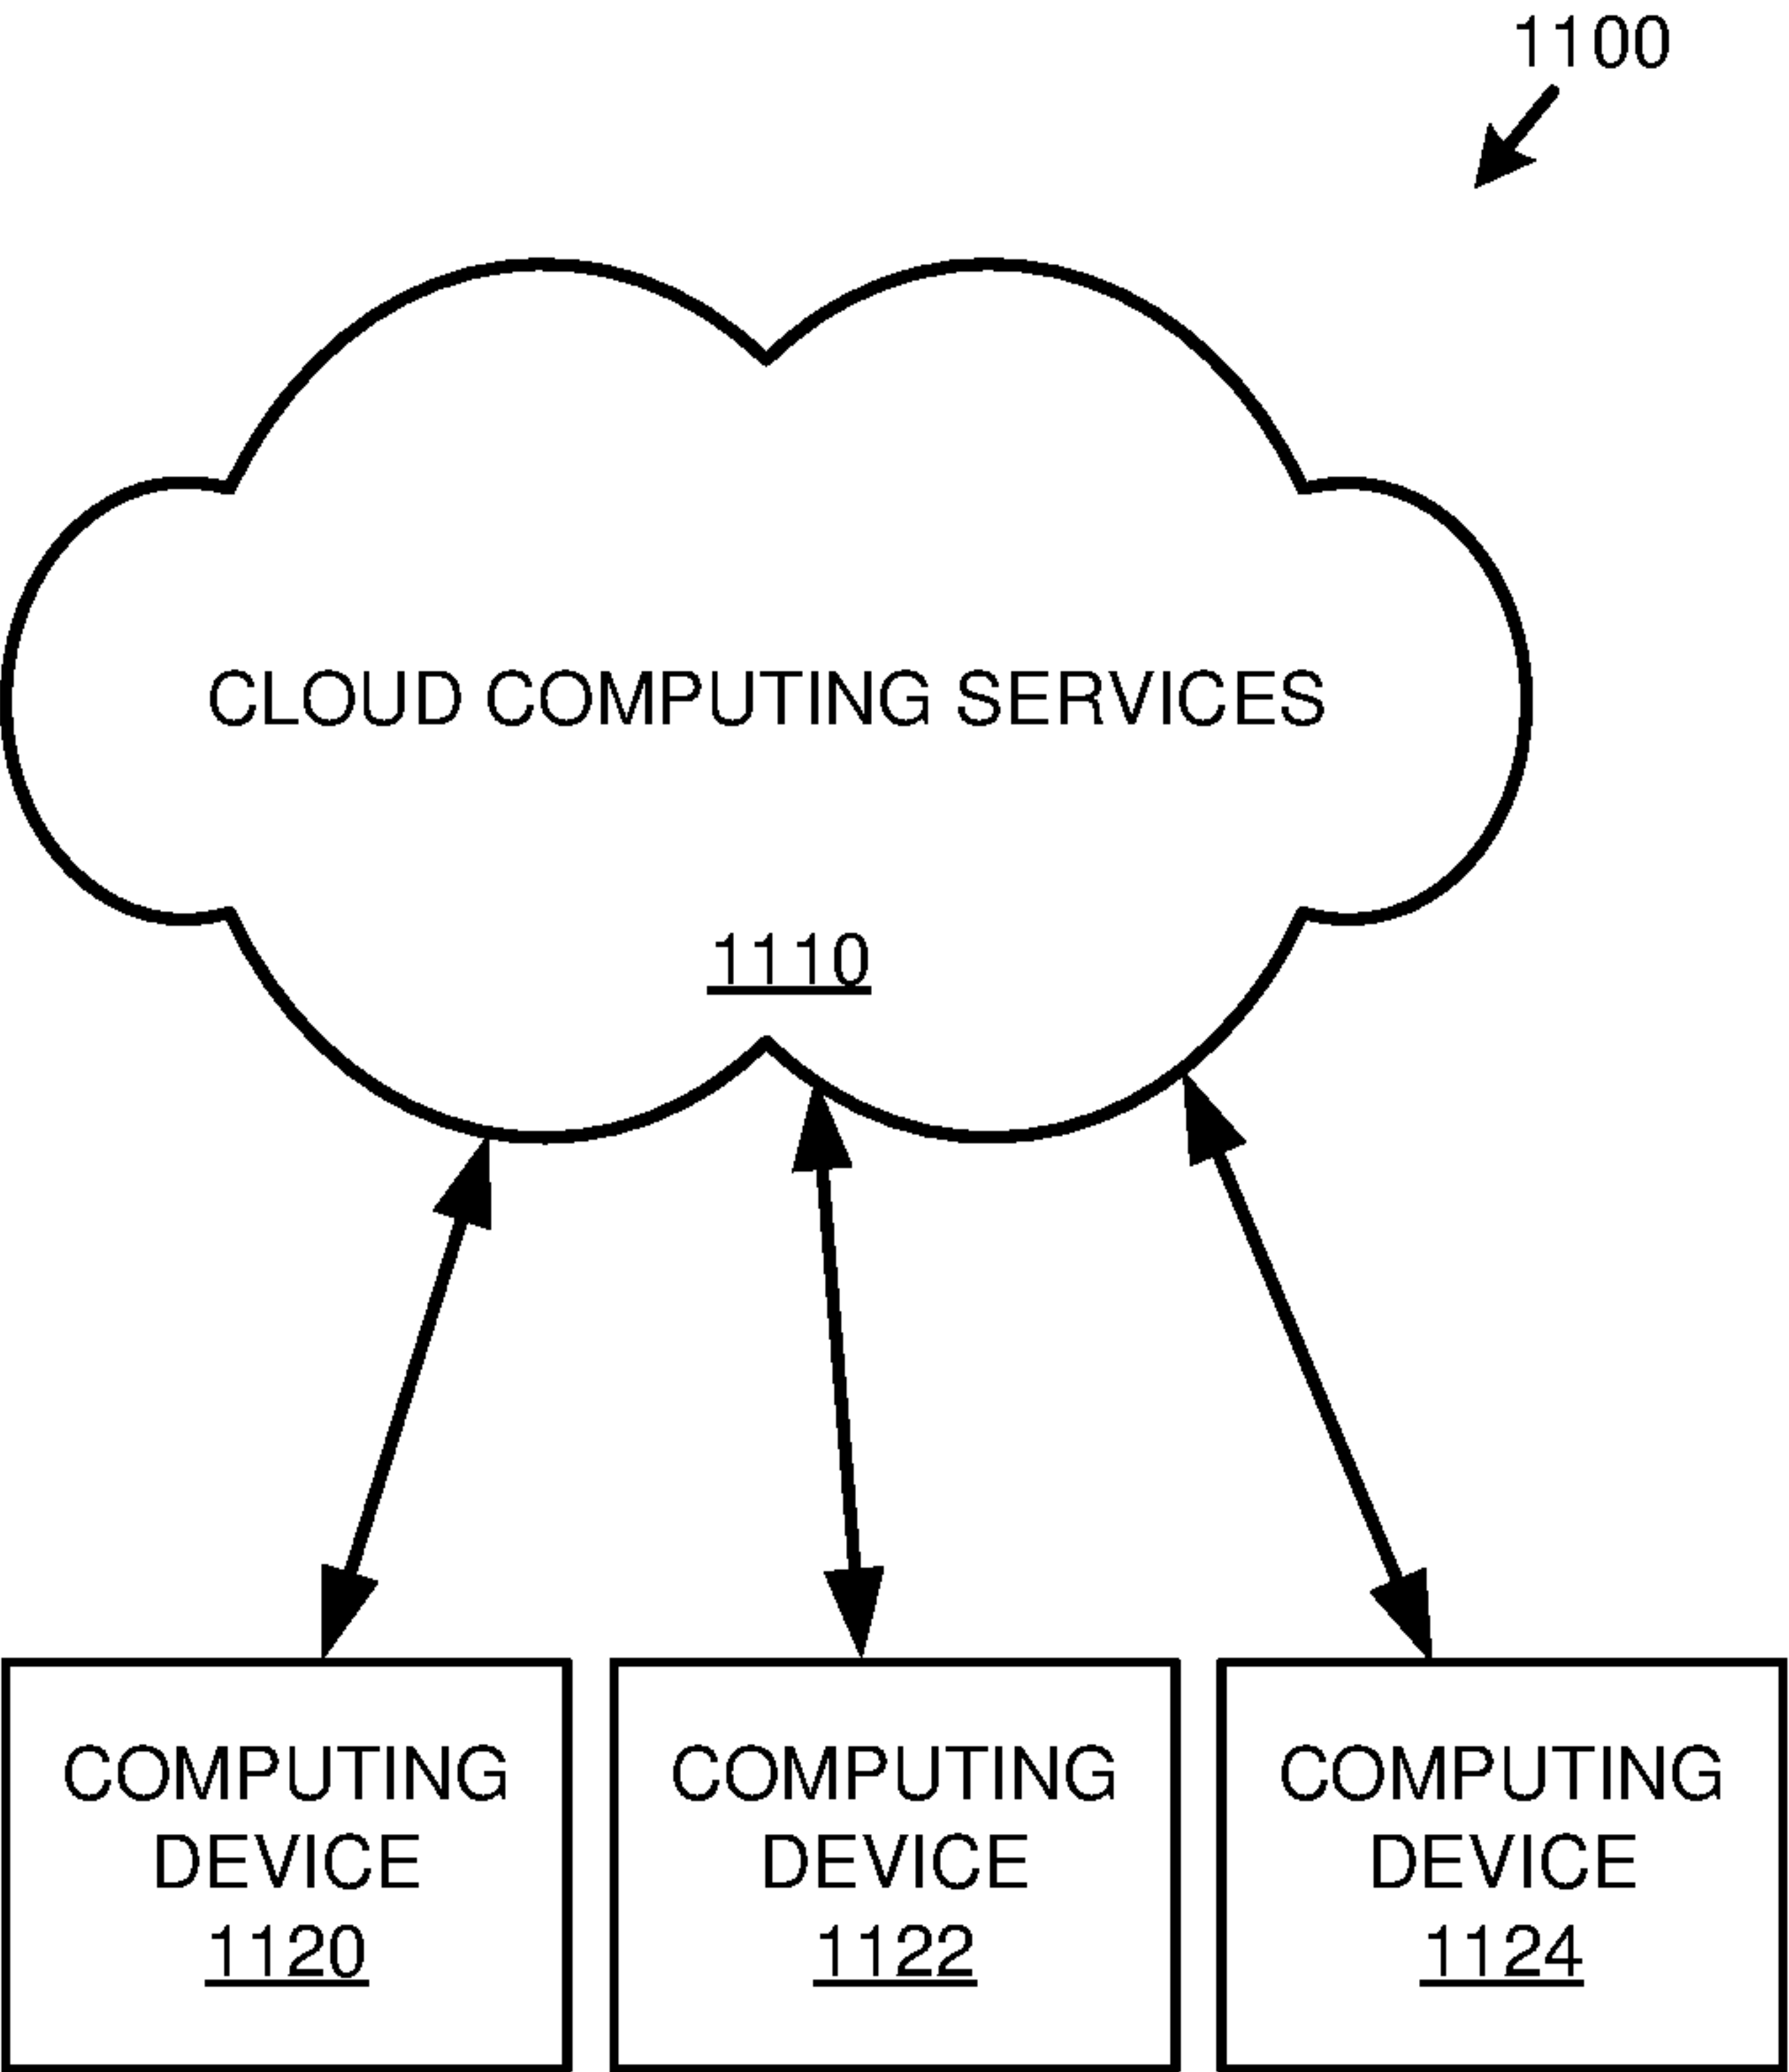 1100
CLOUD COMPUTING SERVICES
1110
COMPUTING
DEVICE
1120
COMPUTING
DEVICE
1122
COMPUTING
DEVICE
1124